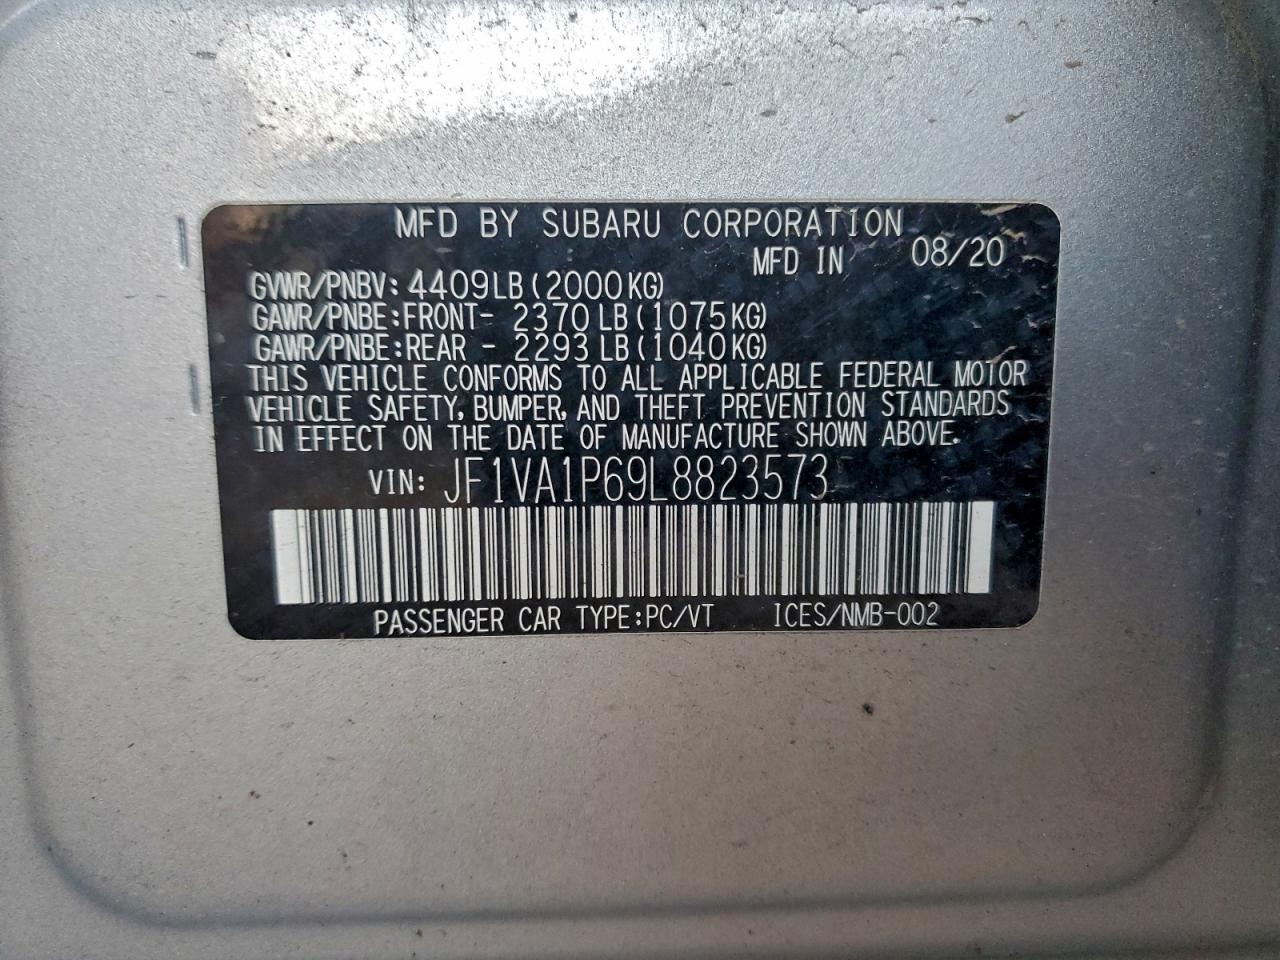 MFD BY SUBARU CORPORATION
MFD IN 08/20
GVWR/PNBV: 4409LB(2000KG)
GAWR/PNBE:FRONT- 2370 LB(1075KG)
GAWR/PNBE:REAR - 2293 LB(1040KG)
THIS VEHICLE CONFORMS TO ALL APPLICABLE FEDERAL MOTOR
VEHICLE SAFETY, BUMPER, AND THEFT PREVENTION STANDARDS
IN EFFECT ON THE DATE OF MANUFACTURE SHOWN ABOVE.
VIN: JF1VA1P69L8823573
PASSENGER CAR TYPE:PC/VT ICES/NMB-002